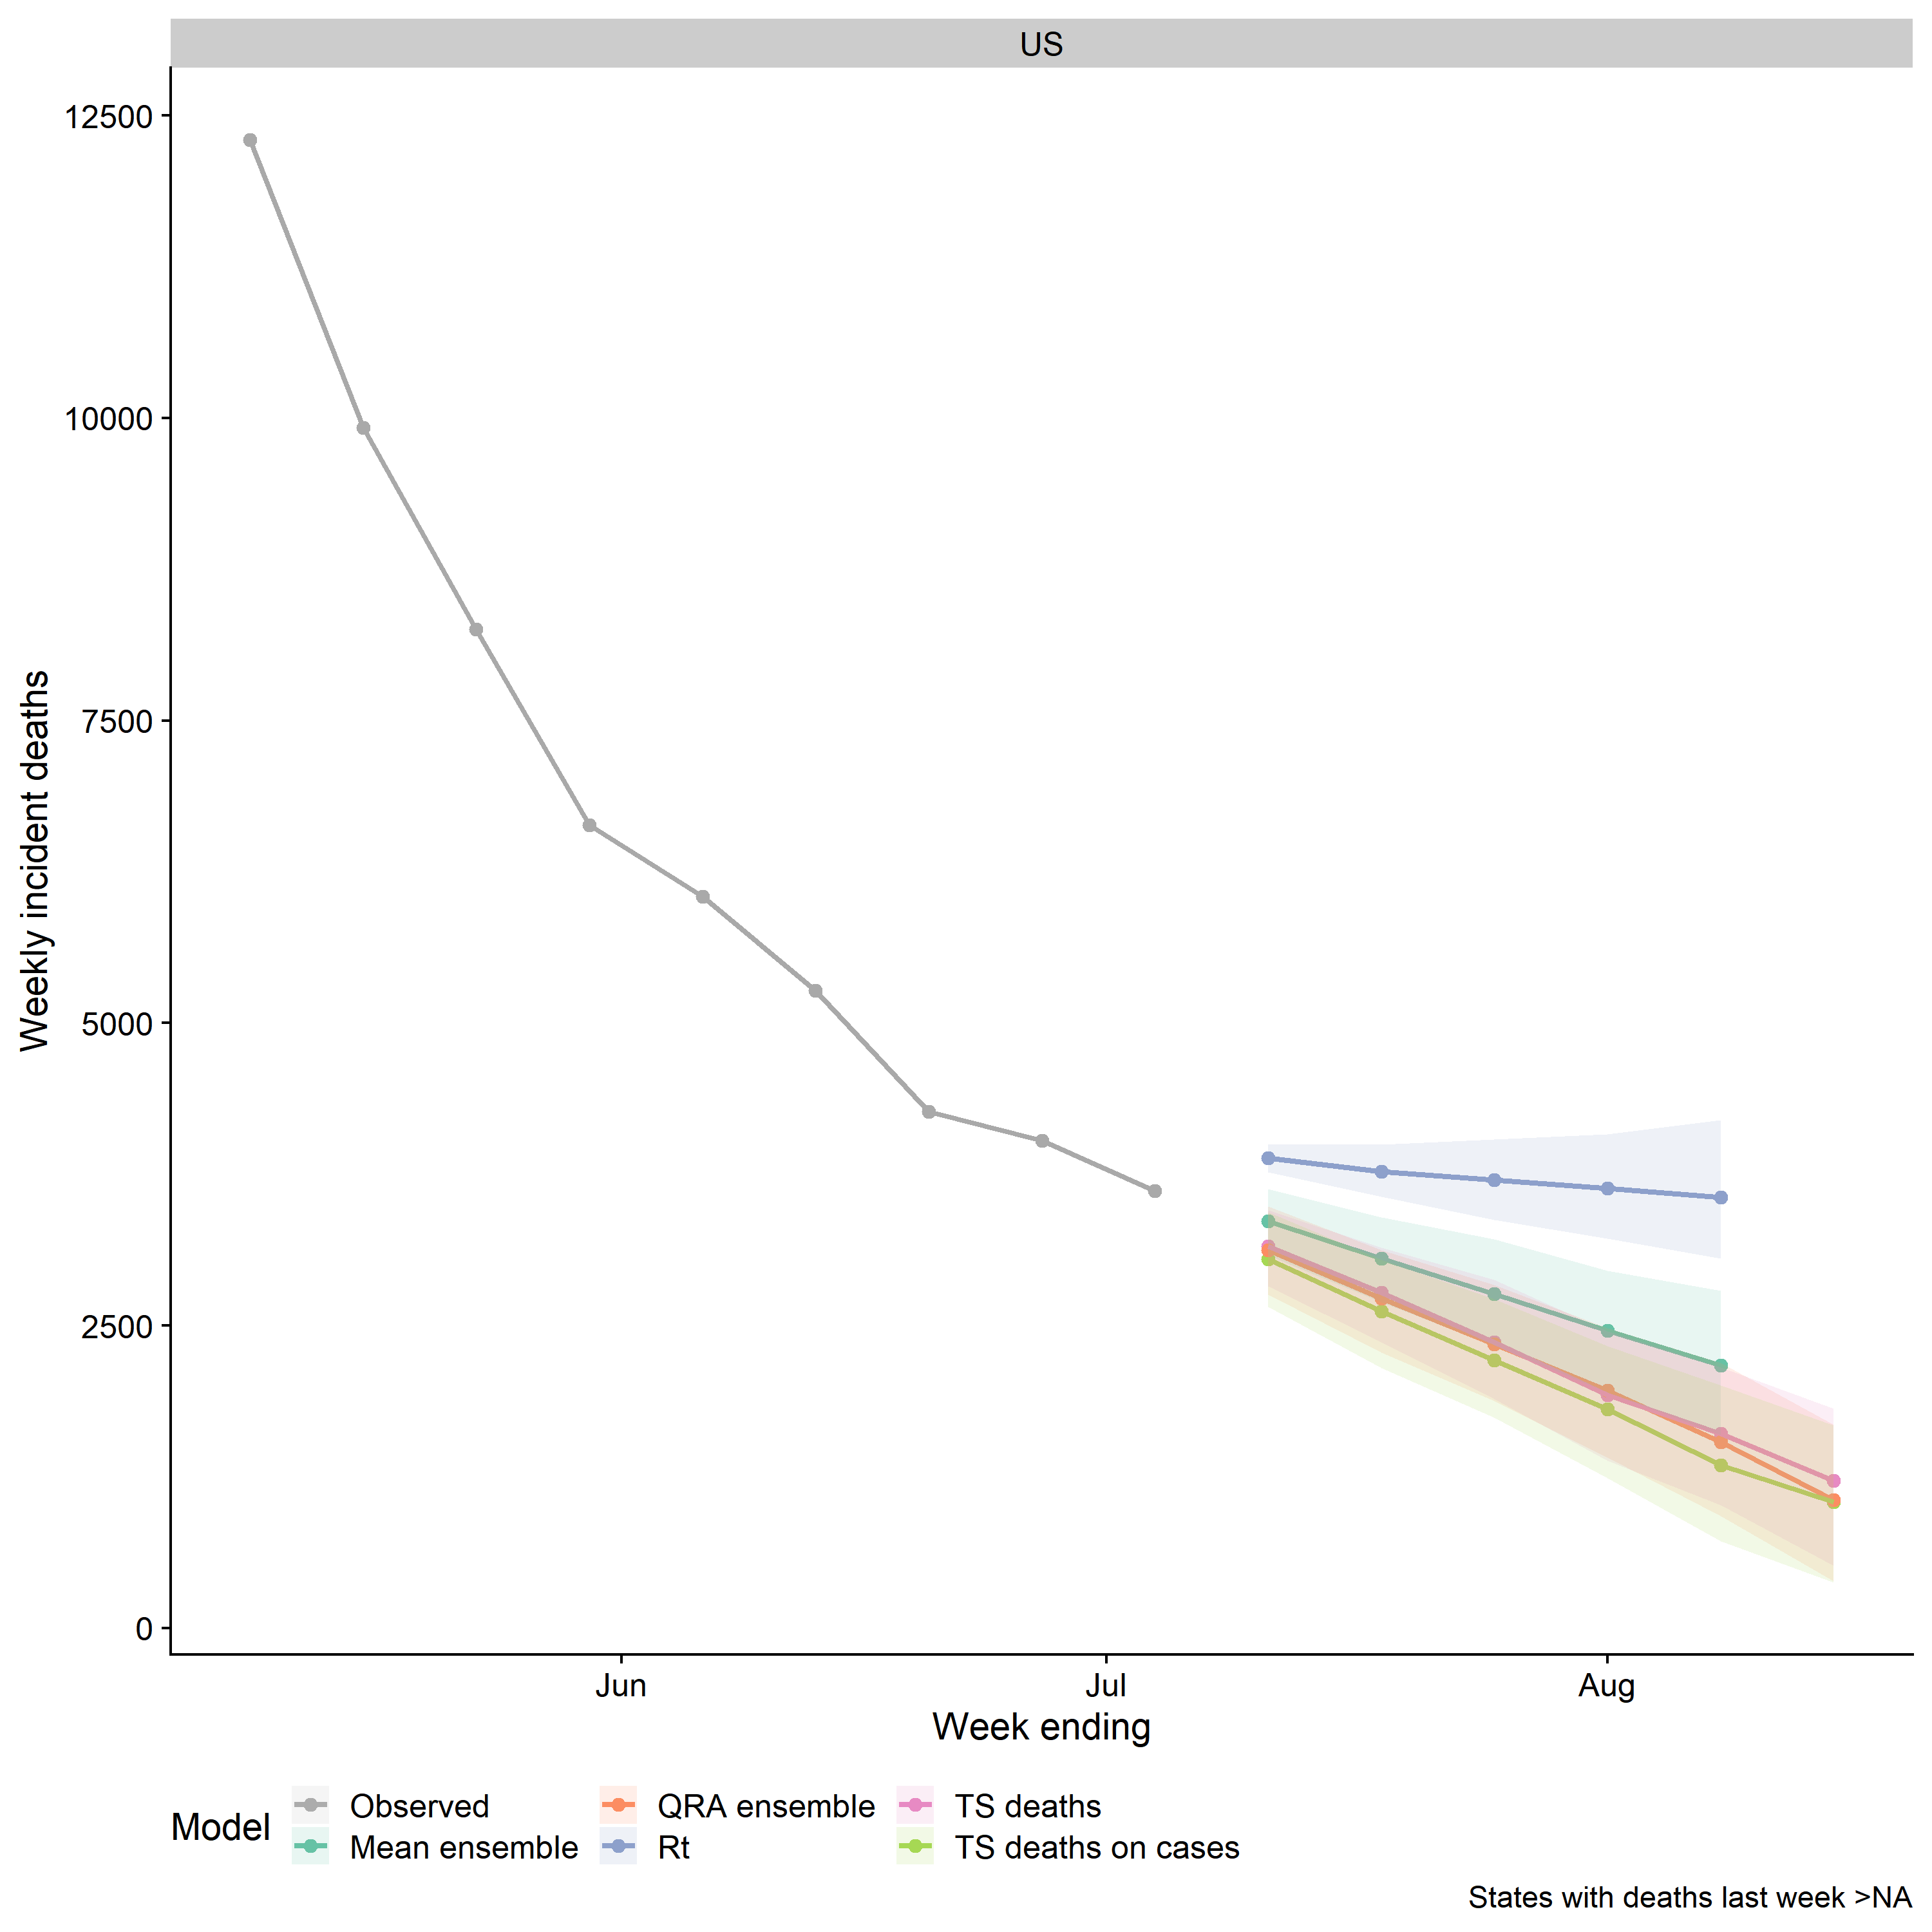 US
12500
10000
7500
5000
2500
0
Weekly incident deaths
Jun
Jul
Aug
Week ending
Model
Observed
QRA ensemble
TS deaths
Mean ensemble
Rt
TS deaths on cases
States with deaths last week >NA